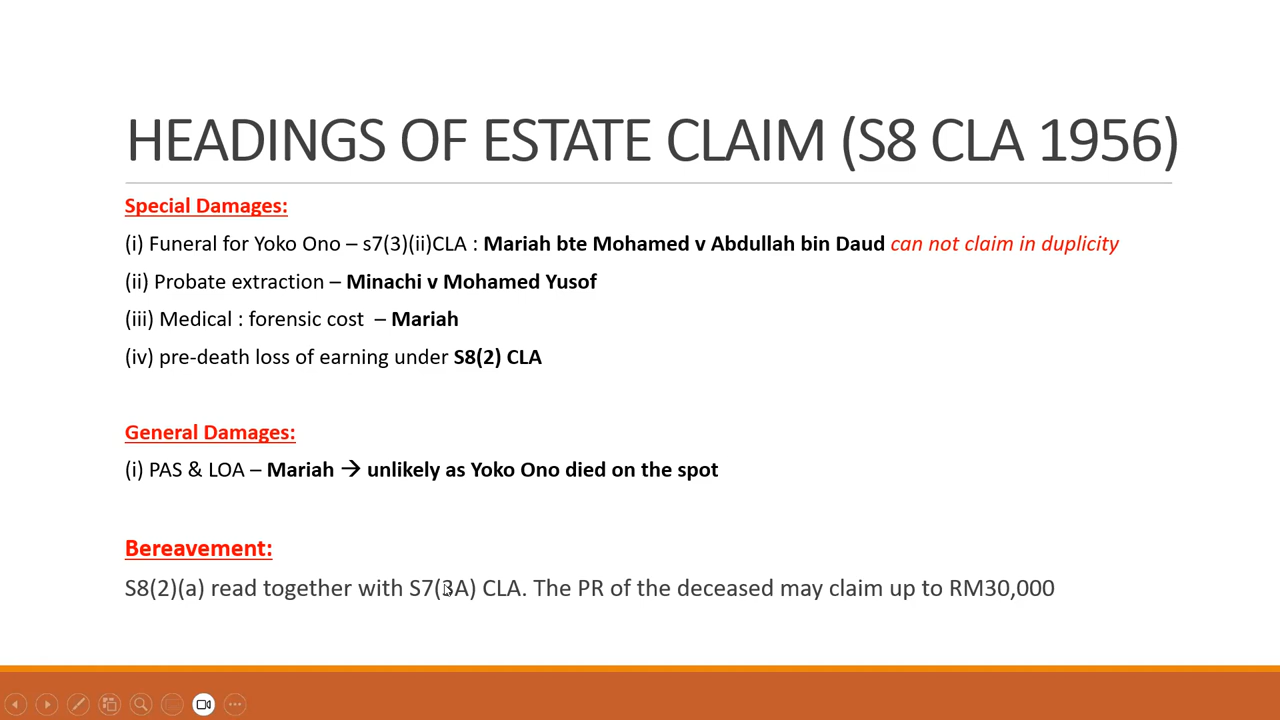 HEADINGS OF ESTATE CLAIM (S8 CLA 1956)
Special Damages:
(i) Funeral for Yoko Ono – s7(3)(ii)CLA : Mariah bte Mohamed v Abdullah bin Daud can not claim in duplicity
(ii) Probate extraction – Minachi v Mohamed Yusof
(iii) Medical : forensic cost – Mariah
(iv) pre-death loss of earning under S8(2) CLA
General Damages:
(i) PAS & LOA – Mariah → unlikely as Yoko Ono died on the spot
Bereavement:
S8(2)(a) read together with S7(3A) CLA. The PR of the deceased may claim up to RM30,000